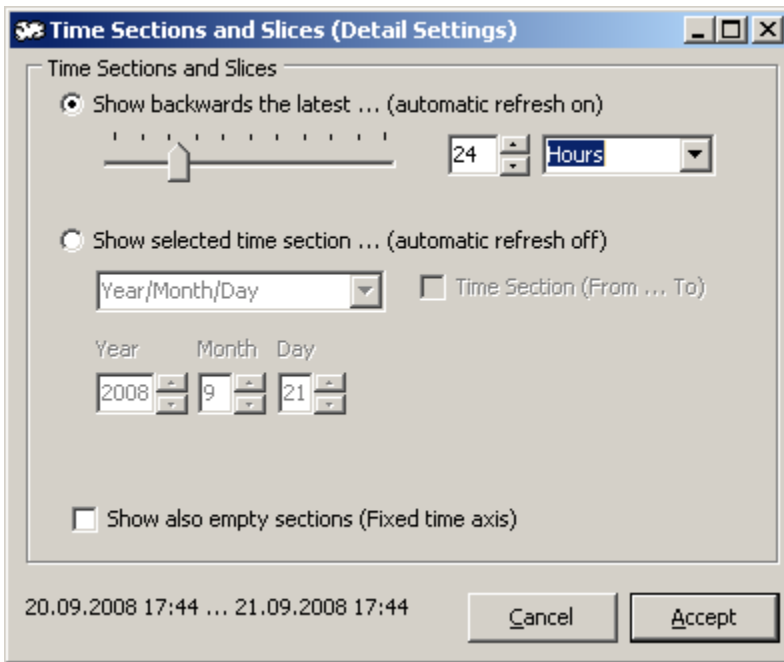 Time Sections and Slices (Detail Settings)
Time Sections and Slices
Show backwards the latest ... (automatic refresh on)
24 Hours
Show selected time section ... (automatic refresh off)
Year/Month/Day Time Section (From ... To)
Year Month Day
2008 9 21
Show also empty sections (Fixed time axis)
20.09.2008 17:44 ... 21.09.2008 17:44 Cancel Accept